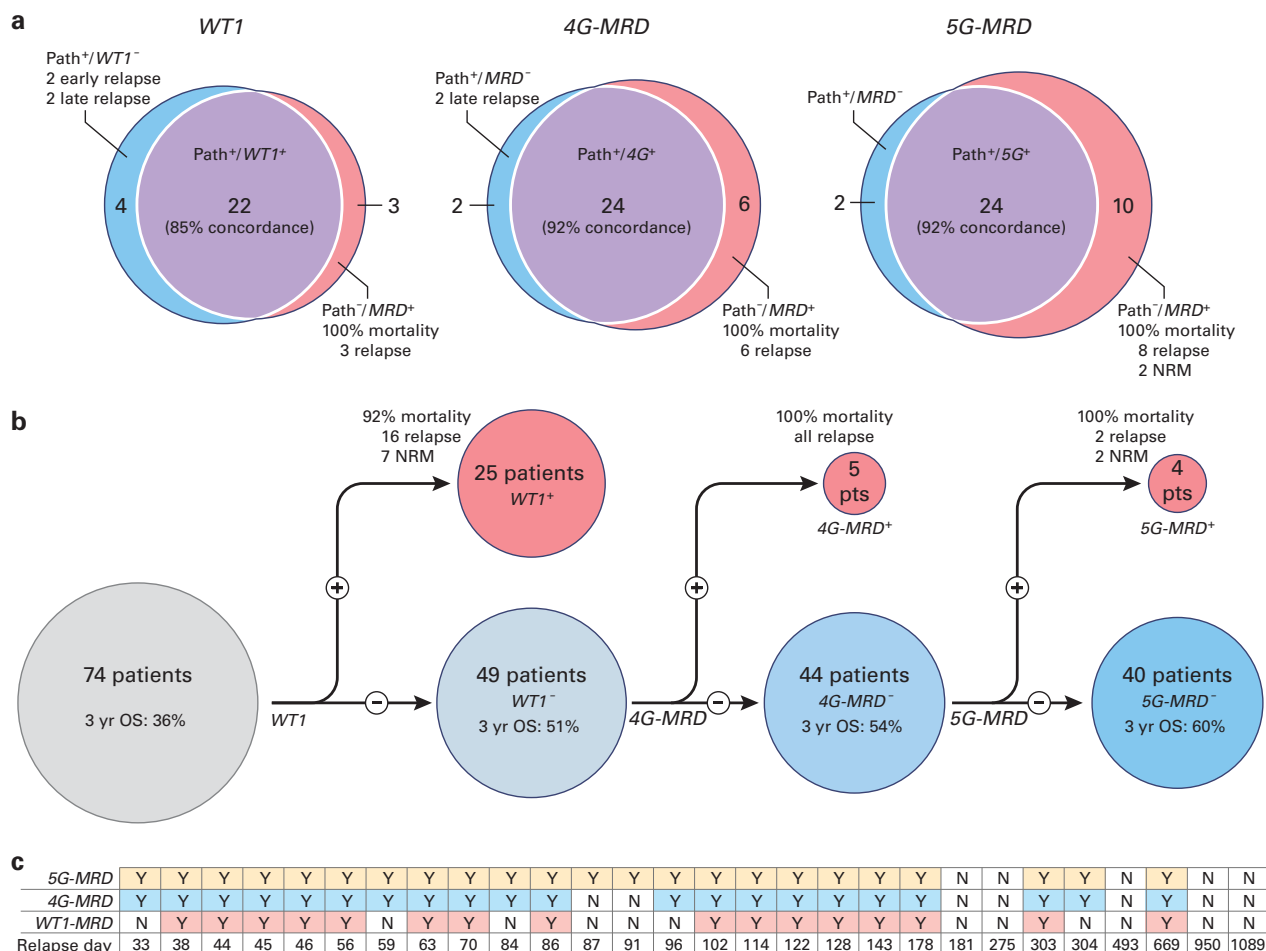 a
WT1
4G-MRD
5G-MRD
Path+/WT1-
2 early relapse
2 late relapse
Path+/WT1+
4
22
(85% concordance)
3
Path-/MRD+
100% mortality
3 relapse
Path+/MRD-
2 late relapse
Path+/4G+
2
24
(92% concordance)
6
Path-/MRD+
100% mortality
6 relapse
Path+/MRD-
Path+/5G+
2
24
(92% concordance)
10
Path-/MRD+
100% mortality
8 relapse
2 NRM
b
92% mortality
16 relapse
7 NRM
25 patients
WT1+
100% mortality
all relapse
5
pts
4G-MRD+
100% mortality
2 relapse
2 NRM
4
pts
5G-MRD+
+
+
+
74 patients
3 yr OS: 36%
WT1
-
49 patients
WT1-
3 yr OS: 51%
4G-MRD
-
44 patients
4G-MRD-
3 yr OS: 54%
5G-MRD
-
40 patients
5G-MRD-
3 yr OS: 60%
c
5G-MRD Y Y Y Y Y Y Y Y Y Y Y Y Y Y Y Y Y Y Y Y N N Y Y N Y N N
4G-MRD Y Y Y Y Y Y Y Y Y Y Y N N Y Y Y Y Y Y Y N N Y Y N Y N N
WT1-MRD N Y Y Y Y Y N Y Y N Y N N N Y Y Y Y Y Y N N Y N N Y N N
Relapse day 33 38 44 45 46 56 59 63 70 84 86 87 91 96 102 114 122 128 143 178 181 275 303 304 493 669 950 1089